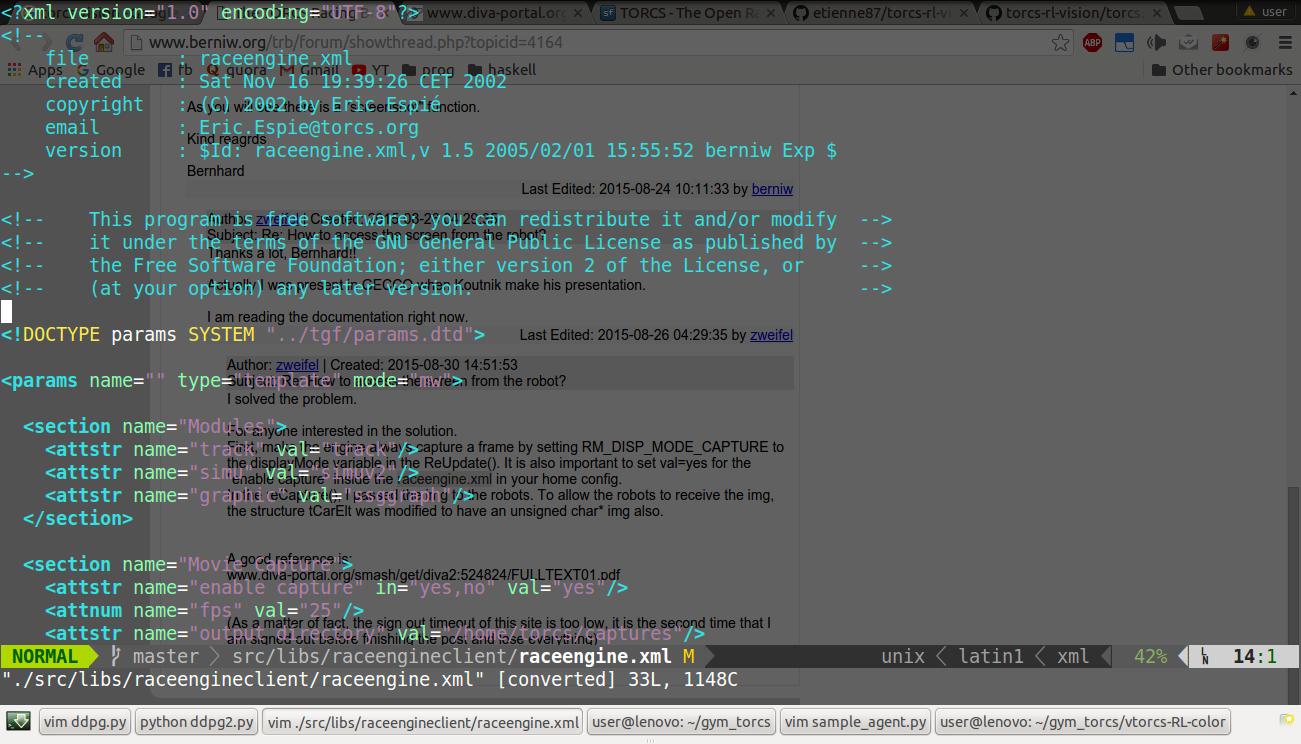 <?xml version="1.0" encoding="UTF-8"?>
<!--
    file        : raceengine.xml
    created     : Sat Nov 16 19:39:26 CET 2002
    copyright   : (C) 2002 by Eric Espié
    email       : Eric.Espie@torcs.org
    version     : $Id: raceengine.xml,v 1.5 2005/02/01 15:55:52 berniw Exp $
-->
<!--    This program is free software; you can redistribute it and/or modify  -->
<!--    it under the terms of the GNU General Public License as published by  -->
<!--    the Free Software Foundation; either version 2 of the License, or     -->
<!--    (at your option) any later version.                                   -->
<!DOCTYPE params SYSTEM "../tgf/params.dtd">
<params name="" type="template" mode="mw">
  <section name="Modules">
    <attstr name="track" val="track"/>
    <attstr name="simu" val="simuv2"/>
    <attstr name="graphic" val="ssggraph"/>
  </section>
  <section name="Movie Capture">
    <attstr name="enable capture" in="yes,no" val="yes"/>
    <attnum name="fps" val="25"/>
    <attstr name="output directory" val="/home/torcs/captures"/>
NORMAL master src/libs/raceengineclient/raceengine.xml M unix latin1 xml 42% LN 14:1
"./src/libs/raceengineclient/raceengine.xml" [converted] 33L, 1148C
www.diva-portal.org
TORCS - The Open Ra
etienne87/torcs-rl-vi
torcs-rl-vision/torcs.
user
www.berniw.org/trb/forum/showthread.php?topicid=4164
ABP
Apps Google fb quora Gmail YT prog haskell Other bookmarks
As you will see there is a function.
Kind reagrds
Bernhard
Last Edited: 2015-08-24 10:11:33 by berniw
Subject: Re: How to access the screen from the robot?
Thanks a lot, Bernhard!!
Actually I was present in GECCO when Koutnik make his presentation.
I am reading the documentation right now.
Last Edited: 2015-08-26 04:29:35 by zweifel
Author: zweifel | Created: 2015-08-30 14:51:53
Subject: Re: How to access the screen from the robot?
I solved the problem.
For anyone interested in the solution.
First, make the engine always capture a frame by setting RM_DISP_MODE_CAPTURE to
the displayMode variable in the ReUpdate(). It is also important to set val=yes for the
"enable capture" inside the raceengine.xml in your home config.
In the reCapture() I passed the img to the robots. To allow the robots to receive the img,
the structure tCarElt was modified to have an unsigned char* img also.
A good reference is:
www.diva-portal.org/smash/get/diva2:524824/FULLTEXT01.pdf
(As a matter of fact, the sign out timeout of this site is too low, it is the second time that I
am signed out before finishing the post and lose everything)
vim ddpg.py
python ddpg2.py
vim ./src/libs/raceengineclient/raceengine.xml
user@lenovo: ~/gym_torcs
vim sample_agent.py
user@lenovo: ~/gym_torcs/vtorcs-RL-color